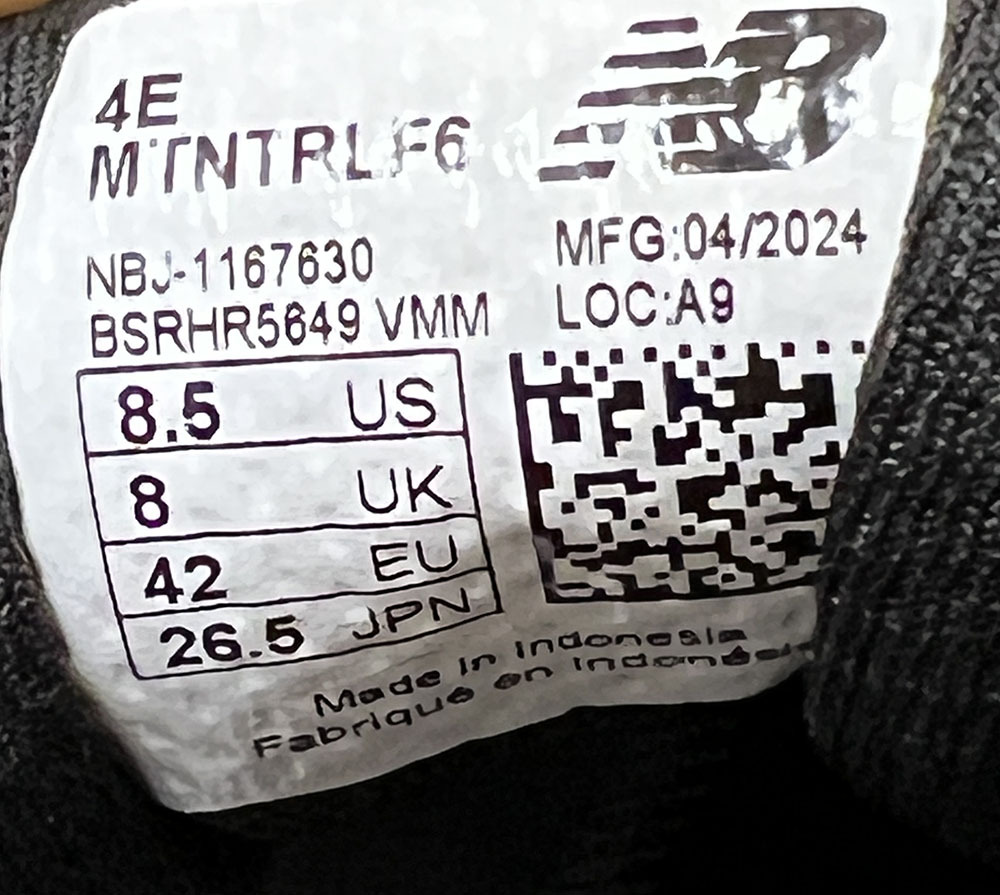 4E
MTNTRLF6
NBJ-1167630
BSRHR5649 VMM
8.5 US
8 UK
42 EU
26.5 JPN
MFG:04/2024
LOC:A9
Made in Indonesia
Fabriqué en Indonésie